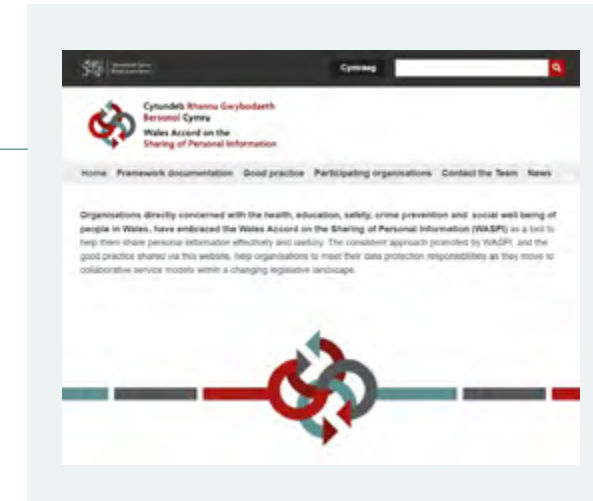 Cymraeg
Cytundeb Rhannu Gwybodaeth
Bersonol Cymru
Wales Accord on the
Sharing of Personal Information
Home Framework documentation Good practice Participating organisations Contact the Team News
Organisations directly concerned with the health, education, safety, crime prevention and social well being of
people in Wales, have embraced the Wales Accord on the Sharing of Personal Information (WASPI) as a tool to
help them share personal information effectively and lawfully. The consistent approach promoted by WASPI, and the
good practice shared via this website, help organisations to meet their data protection responsibilities as they move to
collaborative service models within a changing legislative landscape.